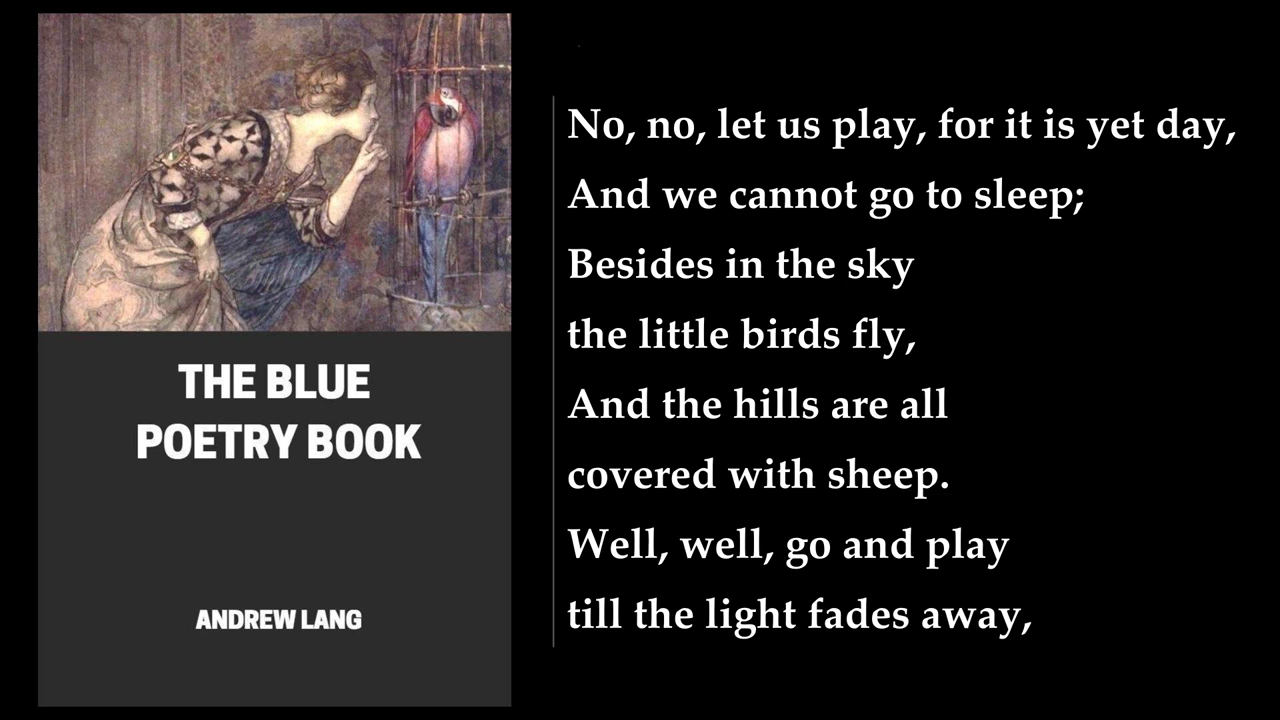 THE BLUE
POETRY BOOK
ANDREW LANG
No, no, let us play, for it is yet day,
And we cannot go to sleep;
Besides in the sky
the little birds fly,
And the hills are all
covered with sheep.
Well, well, go and play
till the light fades away,